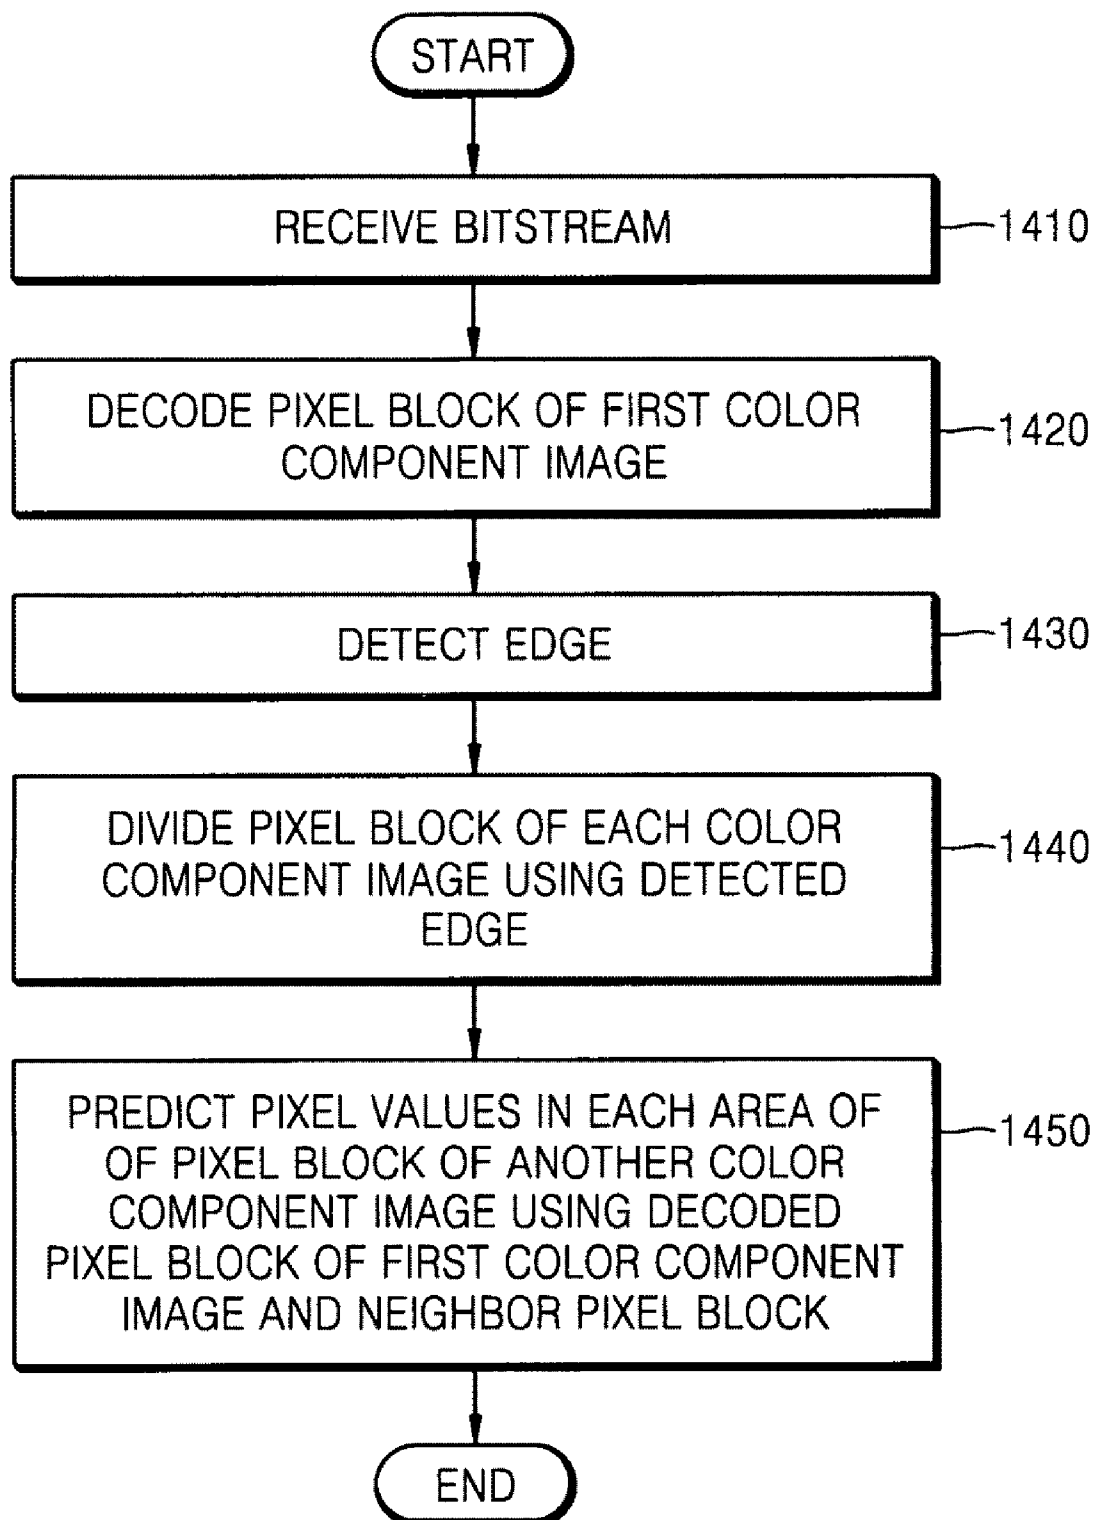 START
RECEIVE BITSTREAM
1410
DECODE PIXEL BLOCK OF FIRST COLOR
COMPONENT IMAGE
1420
DETECT EDGE
1430
DIVIDE PIXEL BLOCK OF EACH COLOR
COMPONENT IMAGE USING DETECTED
EDGE
1440
PREDICT PIXEL VALUES IN EACH AREA OF
OF PIXEL BLOCK OF ANOTHER COLOR
COMPONENT IMAGE USING DECODED
PIXEL BLOCK OF FIRST COLOR COMPONENT
IMAGE AND NEIGHBOR PIXEL BLOCK
1450
END